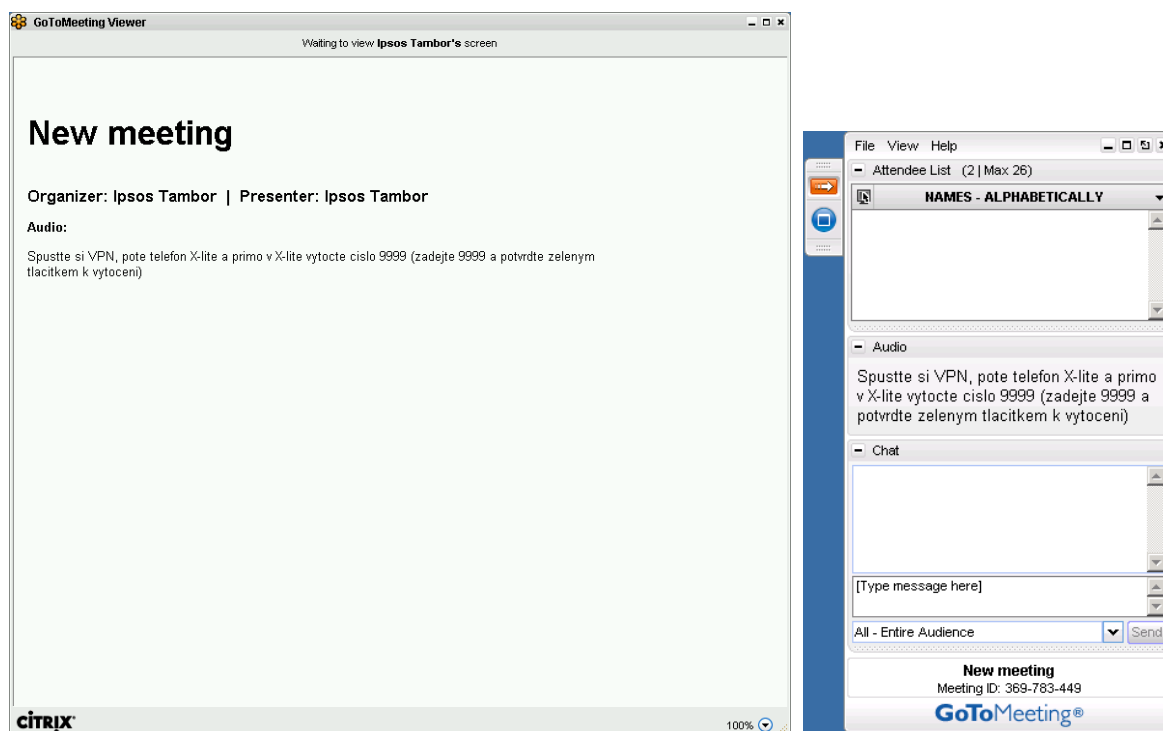 GoToMeeting Viewer
Waiting to view Ipsos Tambor's screen
New meeting
Organizer: Ipsos Tambor | Presenter: Ipsos Tambor
Audio:
Spustte si VPN, pote telefon X-lite a primo v X-lite vytocte cislo 9999 (zadejte 9999 a potvrdte zelenym
tlacitkem k vytoceni)
CİTRIX®
100%
File View Help
Attendee List (2 | Max 26)
NAMES - ALPHABETICALLY
Audio
Spustte si VPN, pote telefon X-lite a primo
v X-lite vytocte cislo 9999 (zadejte 9999 a
potvrdte zelenym tlacitkem k vytoceni)
Chat
[Type message here]
All - Entire Audience
Send
New meeting
Meeting ID: 369-783-449
GoToMeeting®